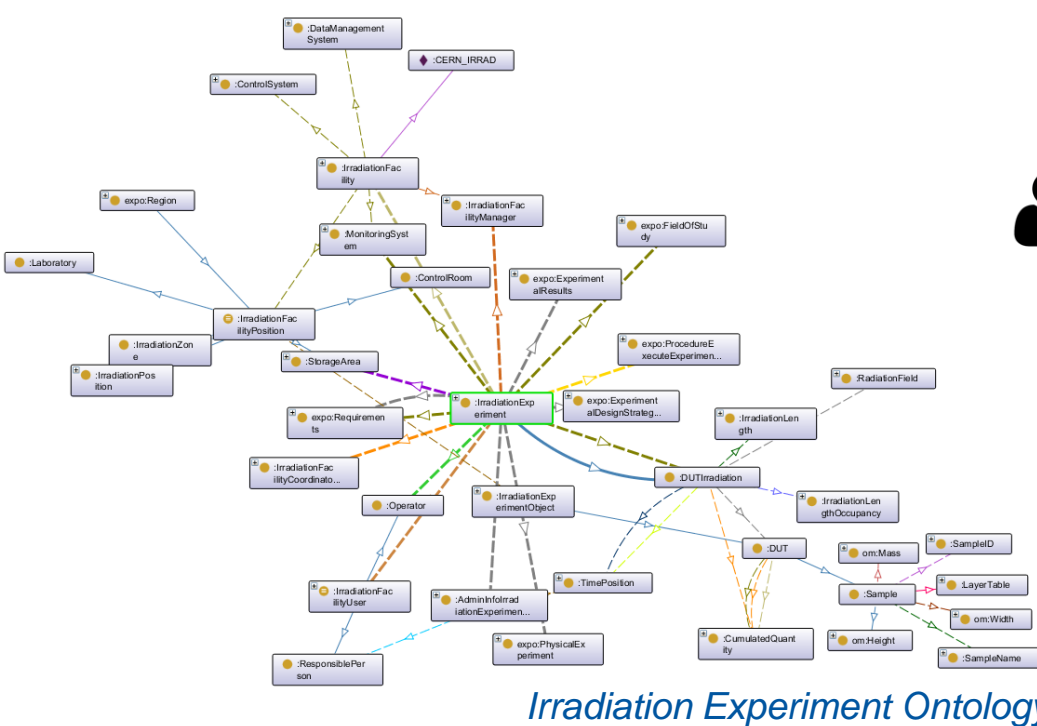 :DataManagement
System
:CERN_IRRAD
:ControlSystem
:IrradiationFac
ility
expo:Region
:IrradiationFac
ilityManager
expo:FieldOfStu
dy
:MonitoringSyst
em
:Laboratory
:ControlRoom
expo:Experiment
alResults
:IrradiationFac
ilityPosition
:IrradiationZon
e
expo:ProcedureE
xecuteExperimen...
:StorageArea
:IrradiationPos
ition
:RadiationField
:IrradiationExp
eriment
expo:Experiment
alDesignStrateg...
expo:Requiremen
ts
:IrradiationLen
gth
:IrradiationFac
ilityCoordinato...
:DUTIrradiation
:Operator
:IrradiationExp
erimentObject
:IrradiationLen
gthOccupancy
:DUT
om:Mass
:SampleID
:TimePosition
:LayerTable
:IrradiationFac
ilityUser
:AdminInfoIrrad
iationExperimen...
:Sample
om:Width
:CumulatedQuant
ity
om:Height
expo:PhysicalEx
periment
:SampleName
:ResponsiblePer
son
Irradiation Experiment Ontology